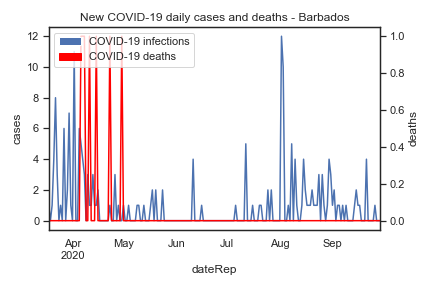 New COVID-19 daily cases and deaths - Barbados
COVID-19 infections
COVID-19 deaths
12
10
8
6
4
2
0
cases
1.0
0.8
0.6
0.4
0.2
0.0
deaths
Apr May Jun Jul Aug Sep
2020
dateRep